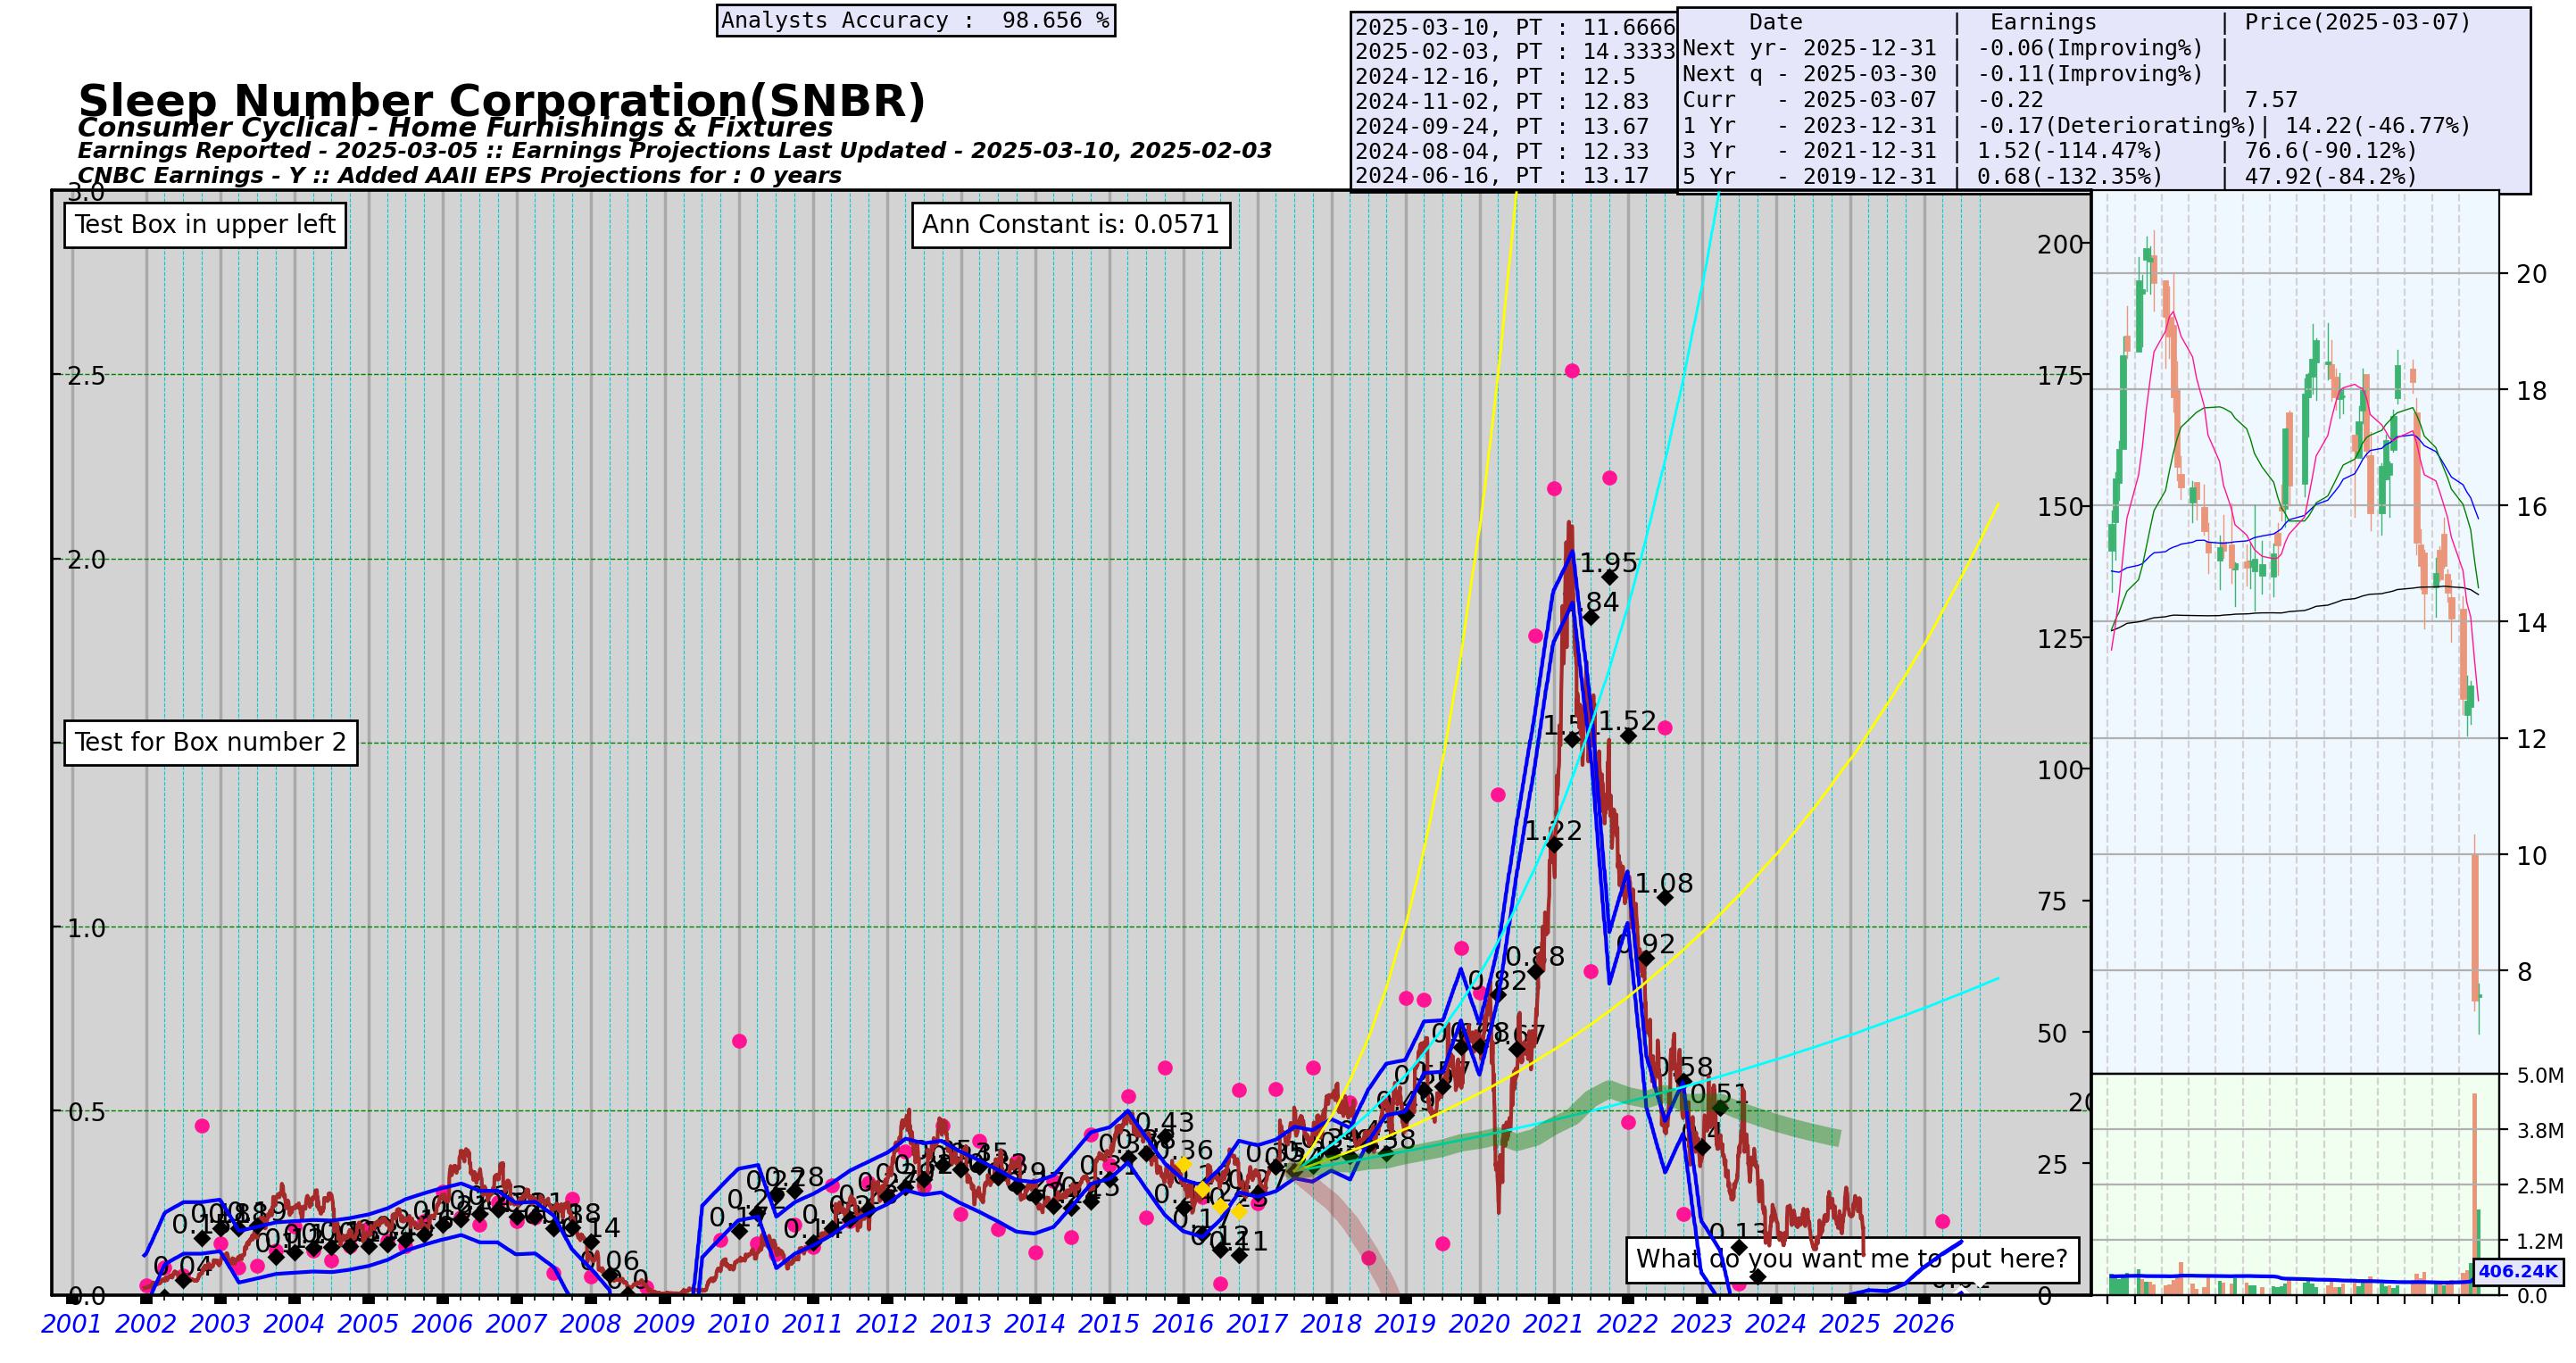 Analysts Accuracy :  98.656 %
2025-03-10, PT : 11.6666
2025-02-03, PT : 14.3333
2024-12-16, PT : 12.5
2024-11-02, PT : 12.83
2024-09-24, PT : 13.67
2024-08-04, PT : 12.33
2024-06-16, PT : 13.17
Date | Earnings | Price(2025-03-07)
Next yr- 2025-12-31 | -0.06(Improving%) |
Next q - 2025-03-30 | -0.11(Improving%) |
Curr - 2025-03-07 | -0.22 | 7.57
1 Yr - 2023-12-31 | -0.17(Deteriorating%)| 14.22(-46.77%)
3 Yr - 2021-12-31 | 1.52(-114.47%) | 76.6(-90.12%)
5 Yr - 2019-12-31 | 0.68(-132.35%) | 47.92(-84.2%)
Sleep Number Corporation(SNBR)
Consumer Cyclical - Home Furnishings & Fixtures
Earnings Reported - 2025-03-05 :: Earnings Projections Last Updated - 2025-03-10, 2025-02-03
CNBC Earnings - Y :: Added AAII EPS Projections for : 0 years
Test Box in upper left
Ann Constant is: 0.0571
Test for Box number 2
What do you want me to put here?
3.0
2.5
2.0
1.0
0.5
0.0
1.95
.84
1.52
1.22
1.08
0.92
0.88
0.82
0.58
0.51
0.43
0.36
0.13
0.04
0.06
0.0
200
175
150
125
100
75
50
25
0
20
18
16
14
12
10
8
5.0M
3.8M
2.5M
1.2M
0.0
406.24K
2001 2002 2003 2004 2005 2006 2007 2008 2009 2010 2011 2012 2013 2014 2015 2016 2017 2018 2019 2020 2021 2022 2023 2024 2025 2026